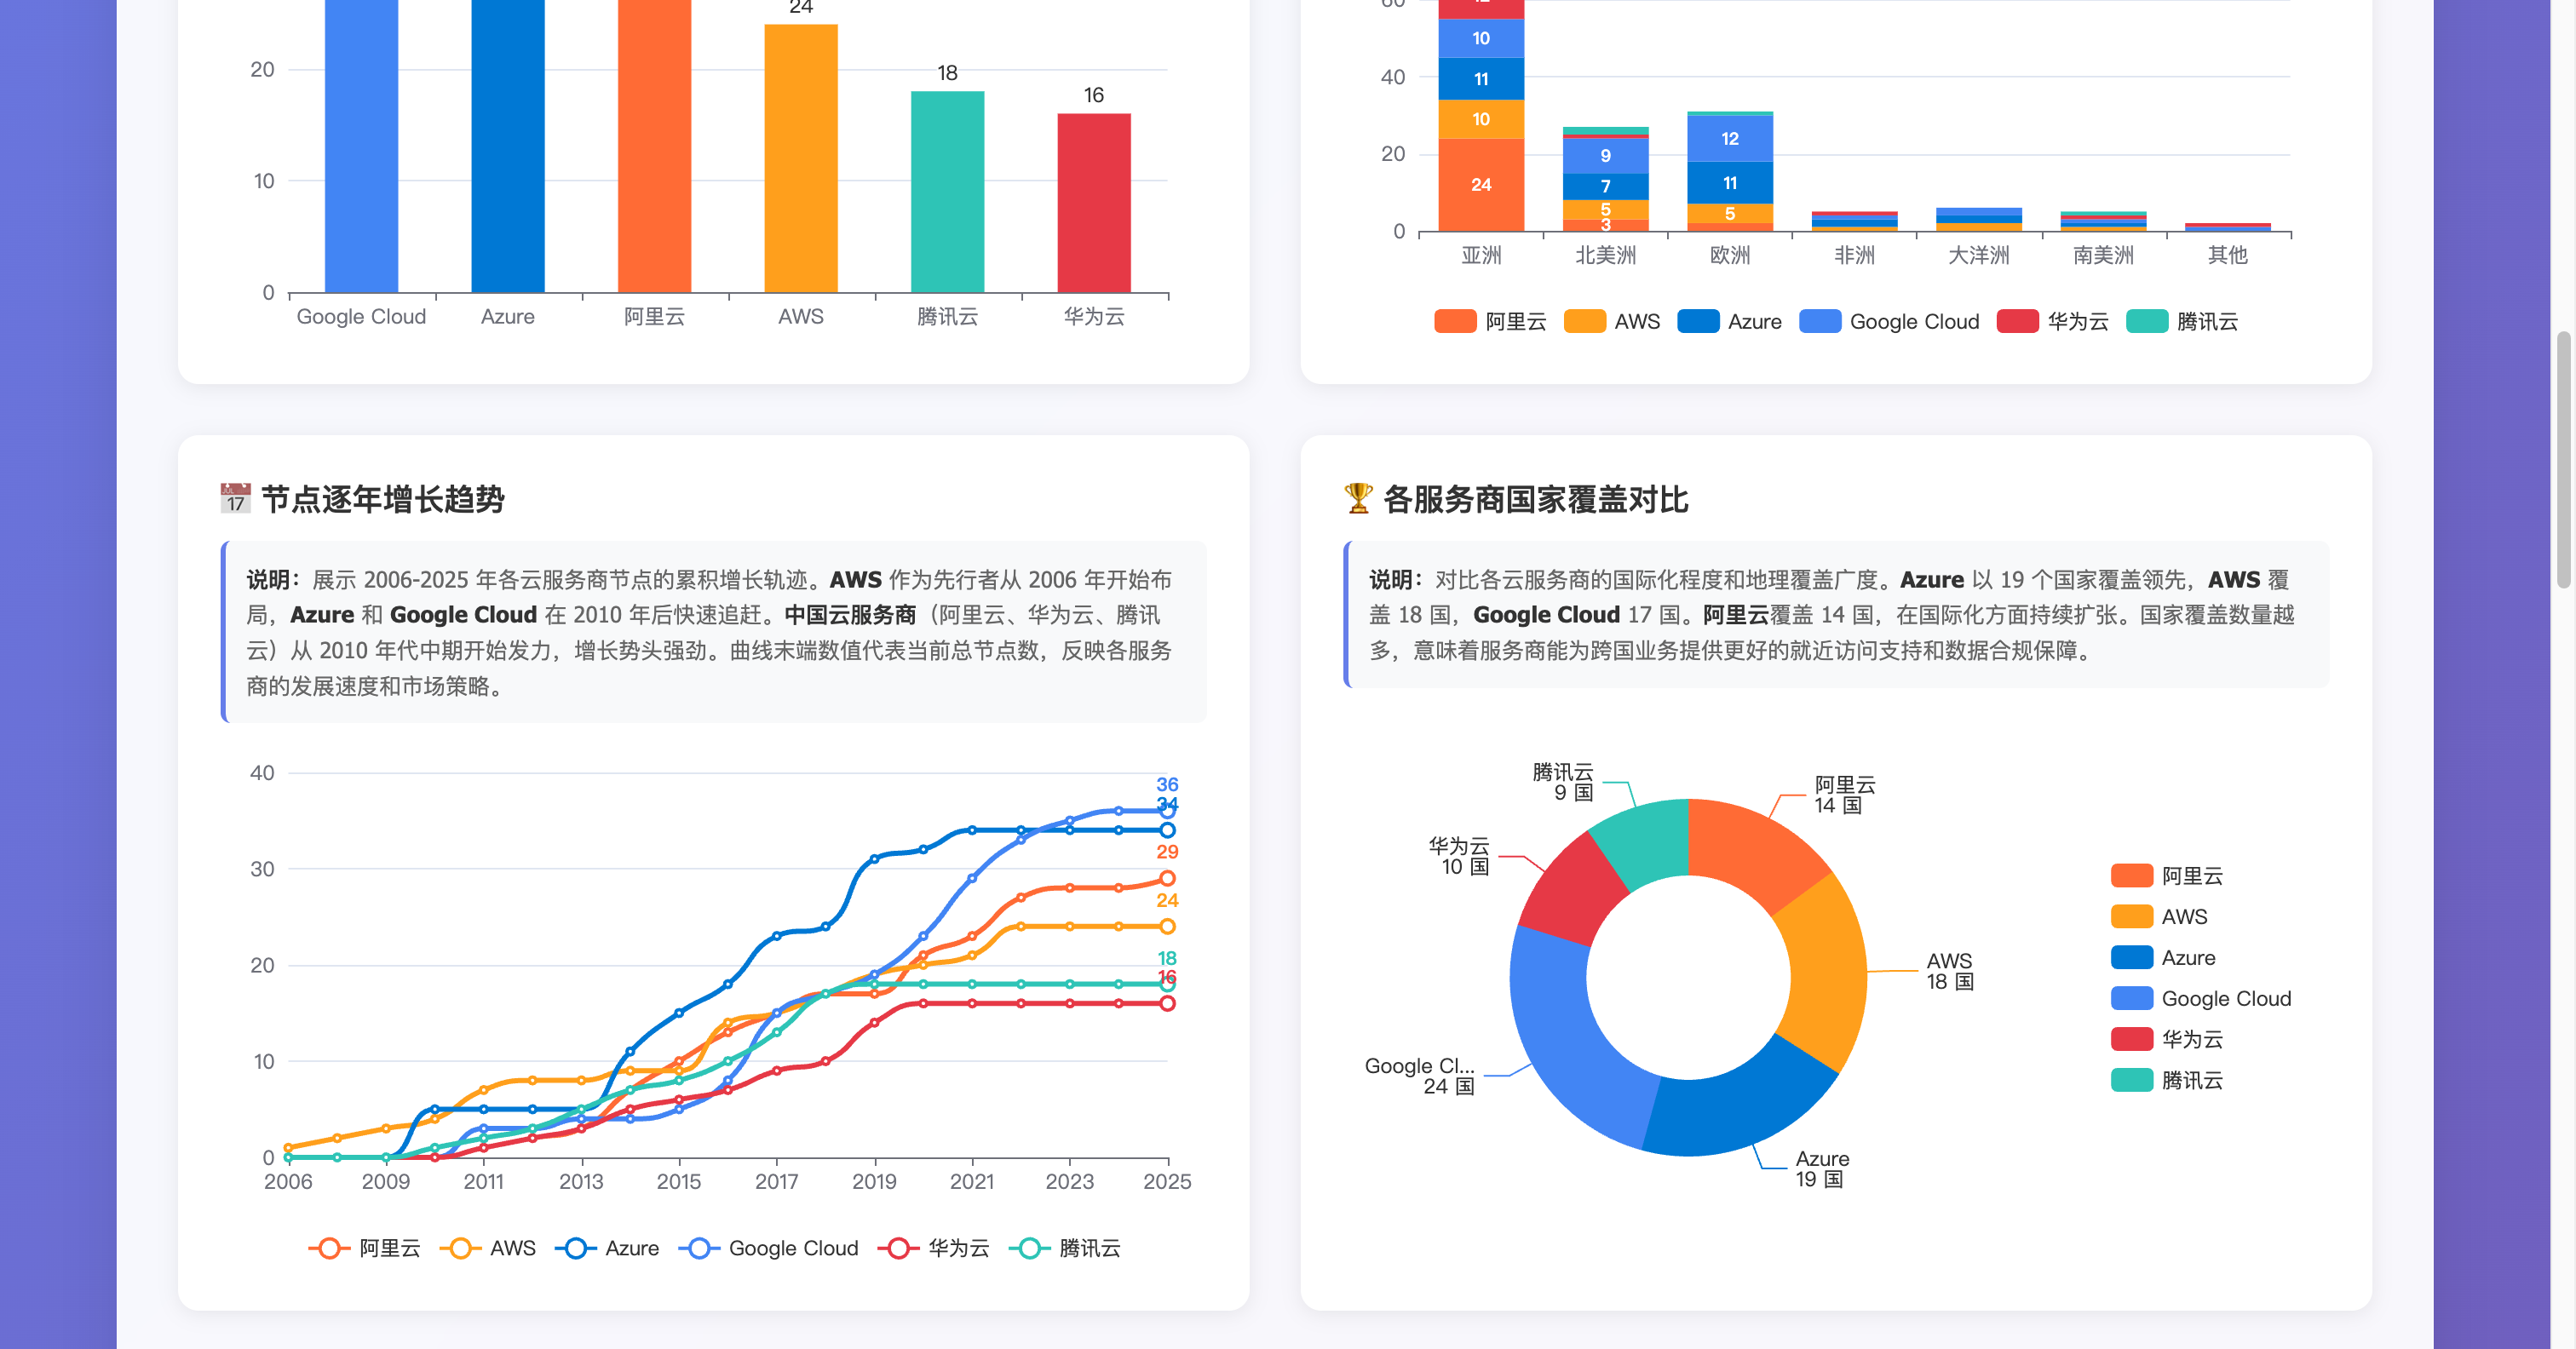 24
20
18
16
10
0
Google Cloud
Azure
阿里云
AWS
腾讯云
华为云
60
12
10
40
11
10
24
20
9
7
5
3
12
11
5
0
亚洲
北美洲
欧洲
非洲
大洋洲
南美洲
其他
阿里云
AWS
Azure
Google Cloud
华为云
腾讯云
JUL
17
节点逐年增长趋势
说明：展示 2006-2025 年各云服务商节点的累积增长轨迹。AWS 作为先行者从 2006 年开始布
局，Azure 和 Google Cloud 在 2010 年后快速追赶。中国云服务商（阿里云、华为云、腾讯
云）从 2010 年代中期开始发力，增长势头强劲。曲线末端数值代表当前总节点数，反映各服务
商的发展速度和市场策略。
40
30
20
10
0
36
34
29
24
18
16
2006
2009
2011
2013
2015
2017
2019
2021
2023
2025
阿里云
AWS
Azure
Google Cloud
华为云
腾讯云
各服务商国家覆盖对比
说明：对比各云服务商的国际化程度和地理覆盖广度。Azure 以 19 个国家覆盖领先，AWS 覆
盖 18 国，Google Cloud 17 国。阿里云覆盖 14 国，在国际化方面持续扩张。国家覆盖数量越
多，意味着服务商能为跨国业务提供更好的就近访问支持和数据合规保障。
腾讯云
9 国
阿里云
14 国
华为云
10 国
AWS
18 国
Google Cl...
24 国
Azure
19 国
阿里云
AWS
Azure
Google Cloud
华为云
腾讯云